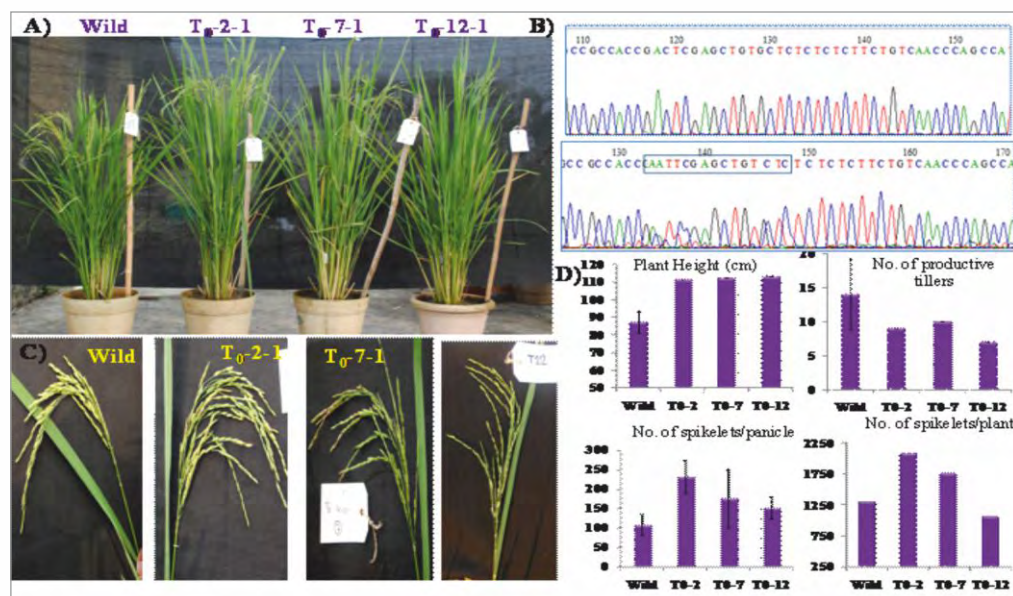 A) Wild T0-2-1 T0-7-1 T0-12-1
B)
110 120 130 140 150
CCGCCACCGACTCGAGCTGTGCTCTCTCTCTTCTGTCAACCCAGCCA
130 140 150 160 170
CCGCCACCCAATTCGAGCTGTCTCTCTCTCTTCTGTCAACCCAGCCA
C) Wild T0-2-1 T0-7-1
T12
D)
Plant Height (cm)
120
110
100
90
80
70
60
50
Wild T0-2 T0-7 T0-12
No. of productive
tillers
20
15
10
5
0
Wild T0-2 T0-7 T0-12
No. of spikelets/panicle
300
250
200
150
100
50
0
Wild T0-2 T0-7 T0-12
No. of spikelets/plant
2250
1750
1250
750
250
Wild T0-2 T0-7 T0-12